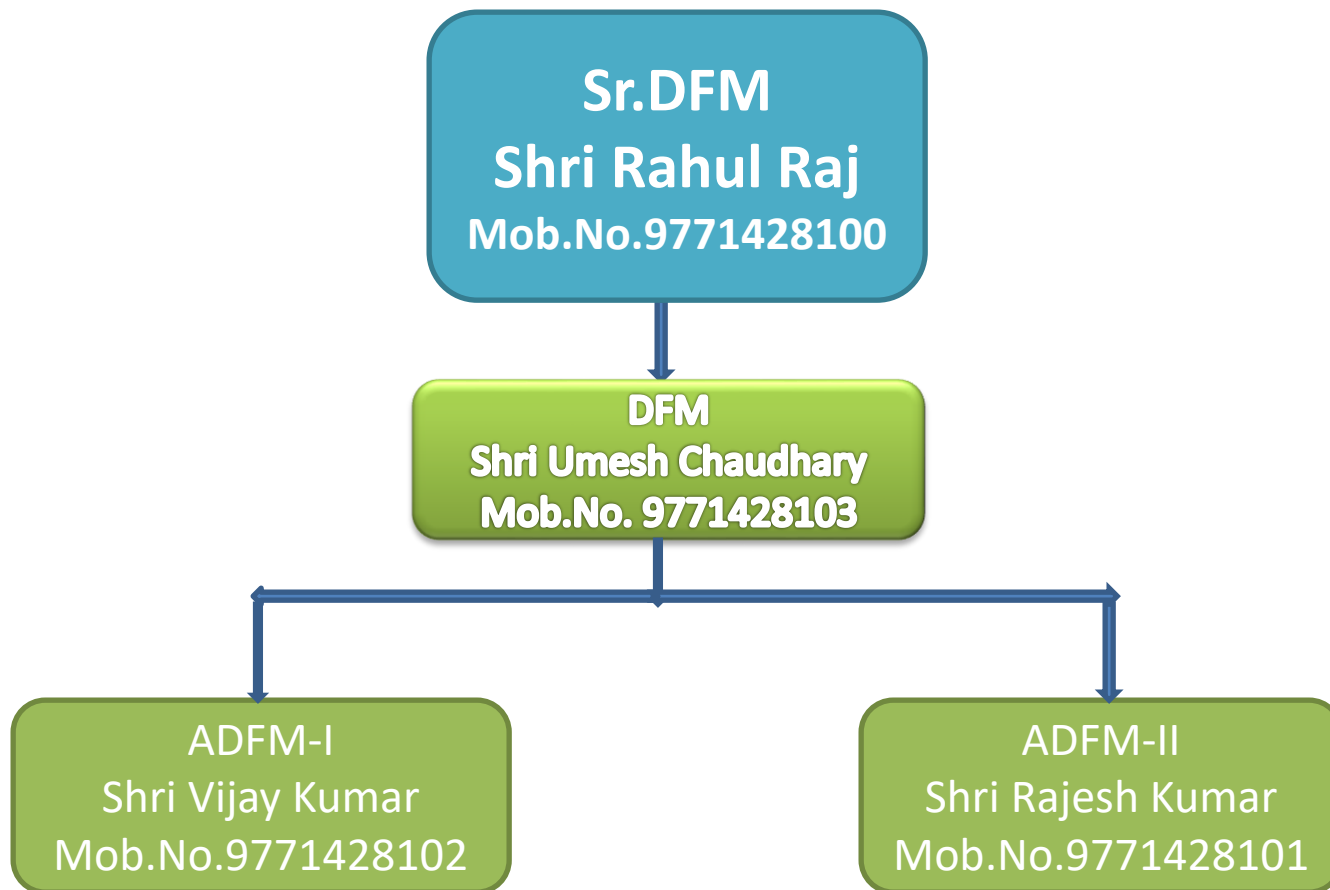 Sr.DFM
Shri Rahul Raj
Mob.No.9771428100
DFM
Shri Umesh Chaudhary
Mob.No. 9771428103
ADFM-I
Shri Vijay Kumar
Mob.No.9771428102
ADFM-II
Shri Rajesh Kumar
Mob.No.9771428101